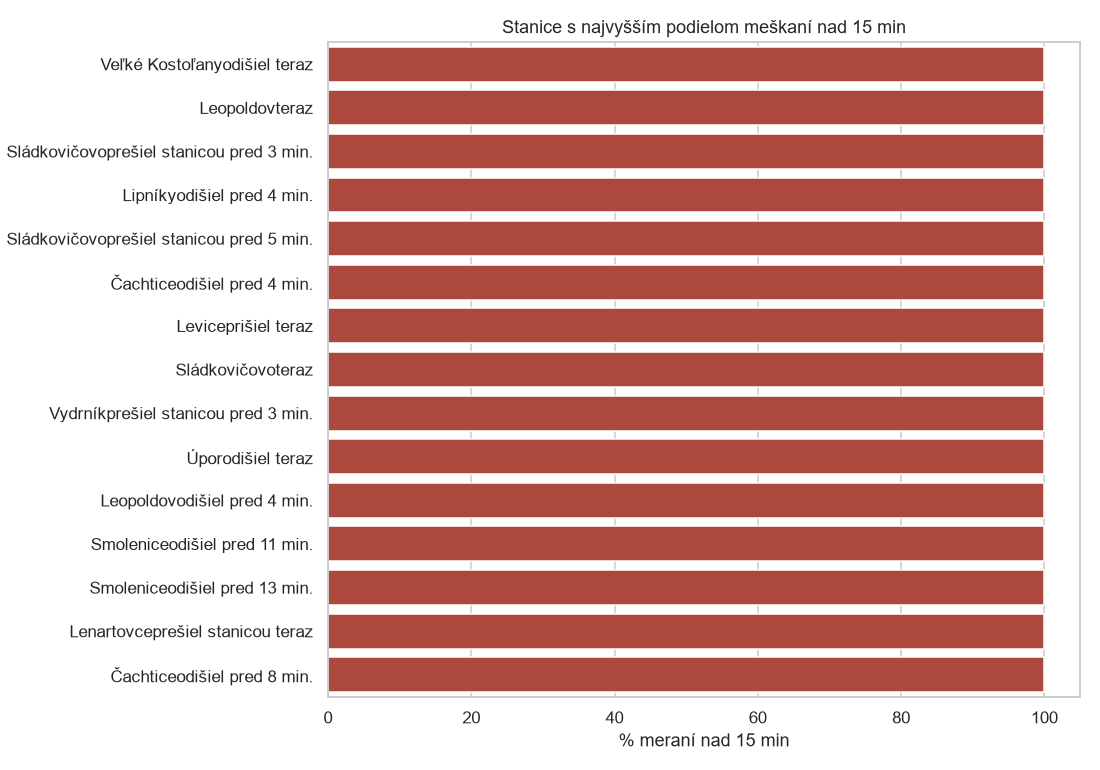 Stanice s najvyšším podielom meškaní nad 15 min
Veľké Kostoľanyodišiel teraz
Leopoldovteraz
Sládkovičovoprešiel stanicou pred 3 min.
Lipníkyodišiel pred 4 min.
Sládkovičovoprešiel stanicou pred 5 min.
Čachticeodišiel pred 4 min.
Leviceprišiel teraz
Sládkovičovoteraz
Vydrníkprešiel stanicou pred 3 min.
Úporodišiel teraz
Leopoldovodišiel pred 4 min.
Smoleniceodišiel pred 11 min.
Smoleniceodišiel pred 13 min.
Lenartovceprešiel stanicou teraz
Čachticeodišiel pred 8 min.
0 20 40 60 80 100
% meraní nad 15 min